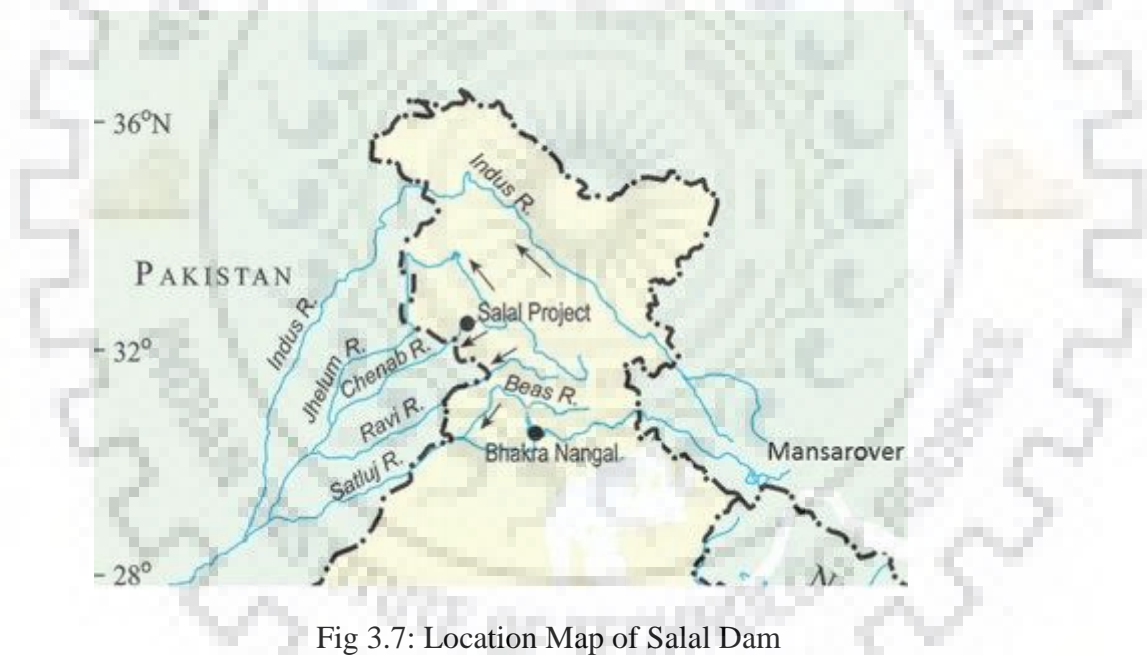 36°N
Indus R.
PAKISTAN
Indus R.
Salal Project
32°
Jhelum R.
Chenab R.
Beas R.
Ravi R.
Bhakra Nangal
Mansarover
Satluj R.
28°
N
Fig 3.7: Location Map of Salal Dam